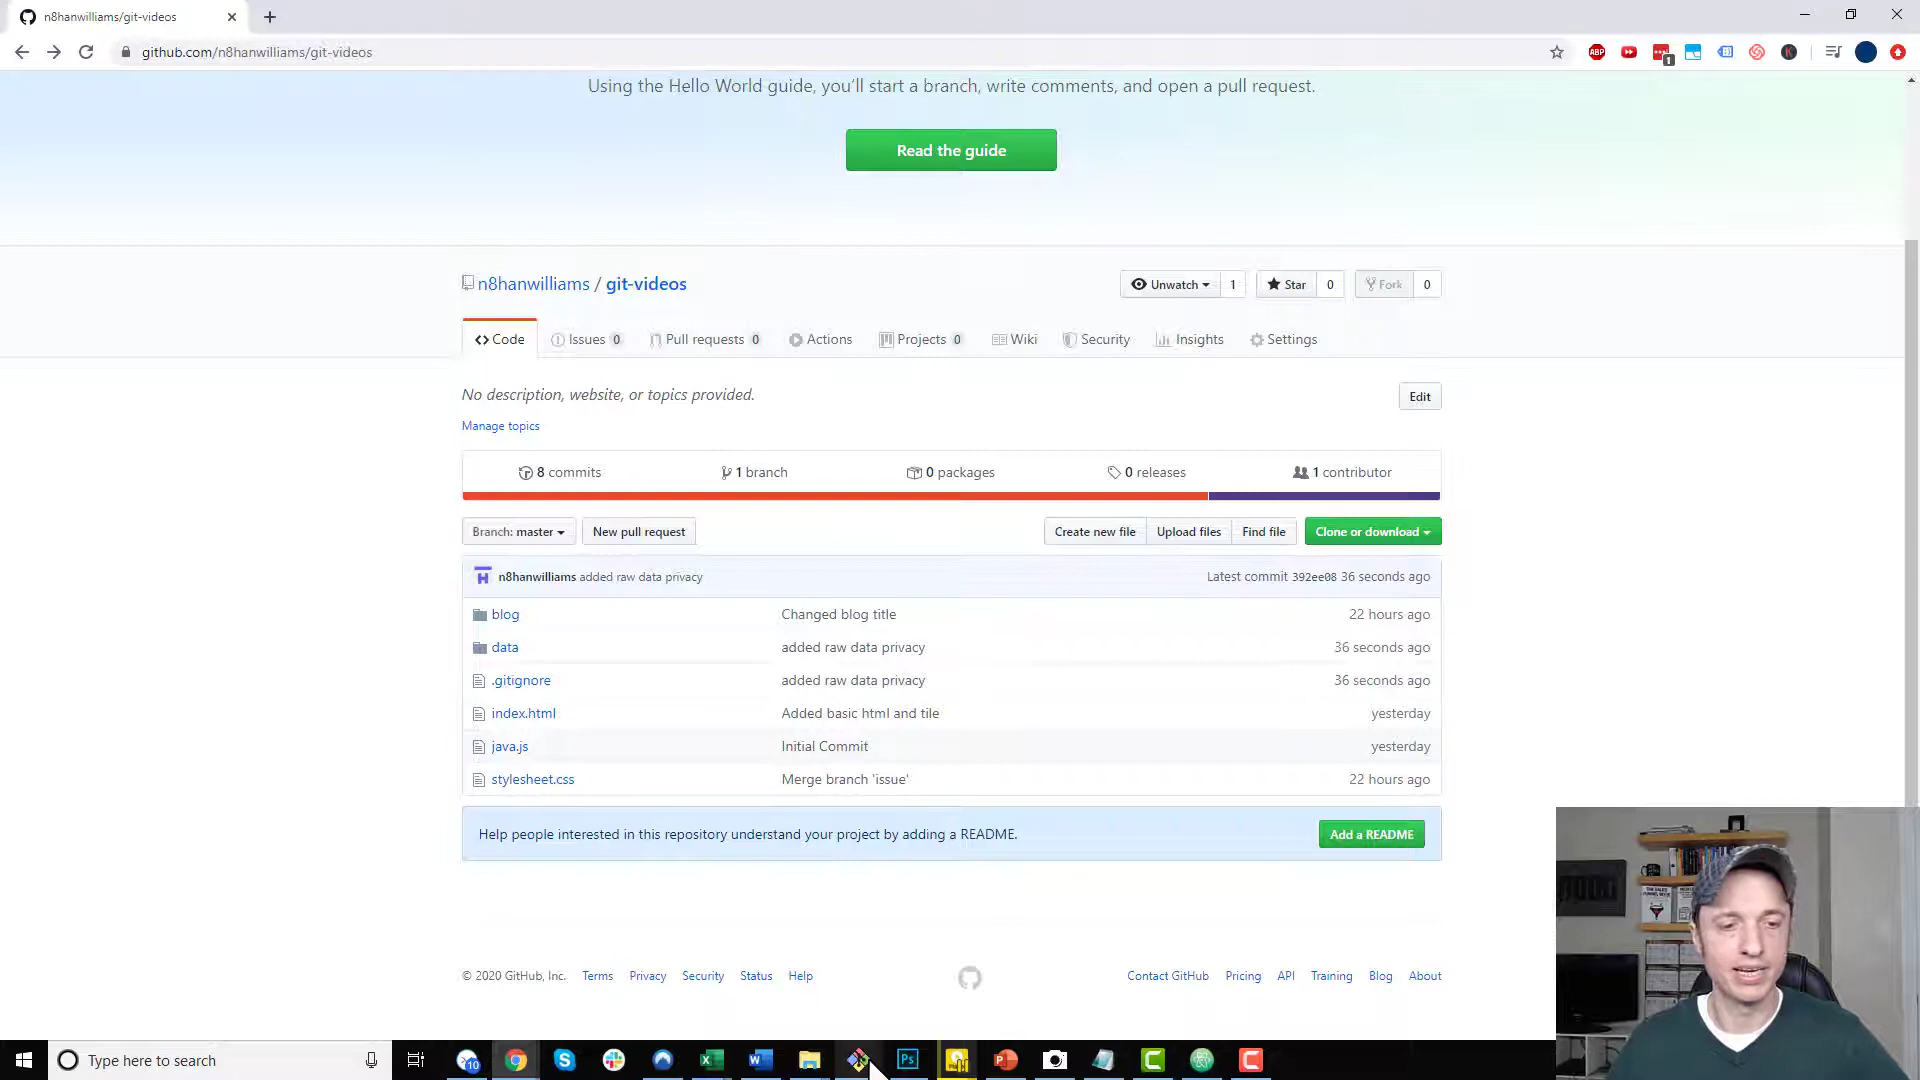 n8hanwilliams/git-videos
github.com/n8hanwilliams/git-videos
ABP
1
K
Using the Hello World guide, you'll start a branch, write comments, and open a pull request.
Read the guide
n8hanwilliams / git-videos
Unwatch 1
Star 0
Fork 0
Code
Issues 0
Pull requests 0
Actions
Projects 0
Wiki
Security
Insights
Settings
No description, website, or topics provided.
Edit
Manage topics
8 commits
1 branch
0 packages
0 releases
1 contributor
Branch: master
New pull request
Create new file
Upload files
Find file
Clone or download
n8hanwilliams added raw data privacy
Latest commit 392ee08 36 seconds ago
blog Changed blog title 22 hours ago
data added raw data privacy 36 seconds ago
.gitignore added raw data privacy 36 seconds ago
index.html Added basic html and tile yesterday
java.js Initial Commit yesterday
stylesheet.css Merge branch 'issue' 22 hours ago
Help people interested in this repository understand your project by adding a README.
Add a README
© 2020 GitHub, Inc. Terms Privacy Security Status Help
Contact GitHub Pricing API Training Blog About
Type here to search
10
Ps